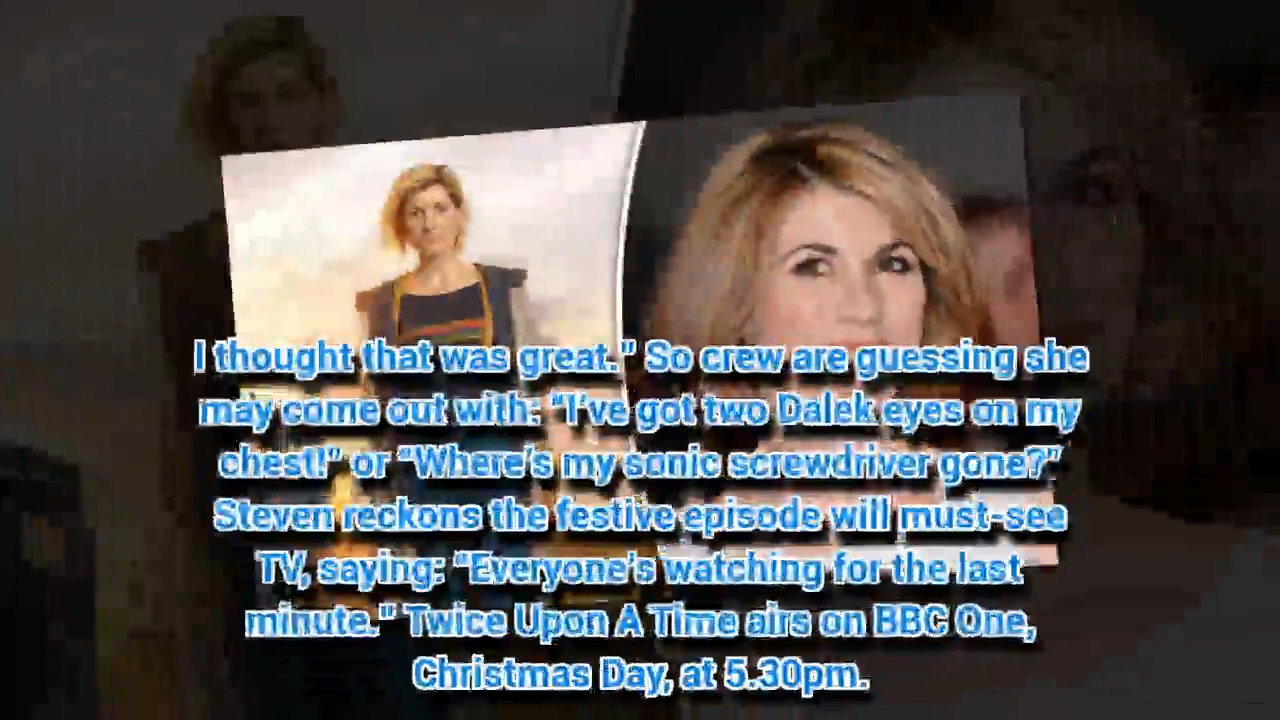 I thought that was great." So crew are guessing she
may come out with: “I’ve got two Dalek eyes on my
chest!” or “Where’s my sonic screwdriver gone?”
Steven reckons the festive episode will must-see
TV, saying: “Everyone’s watching for the last
minute." Twice Upon A Time airs on BBC One,
Christmas Day, at 5.30pm.